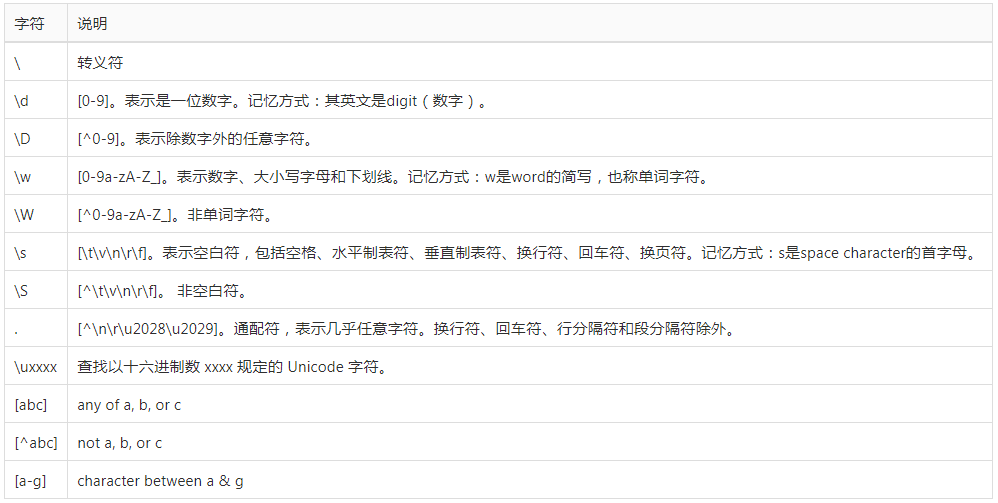 字符 说明
\ 转义符
\d [0-9]。表示是一位数字。记忆方式：其英文是digit（数字）。
\D [^0-9]。表示除数字外的任意字符。
\w [0-9a-zA-Z_]。表示数字、大小写字母和下划线。记忆方式：w是word的简写，也称单词字符。
\W [^0-9a-zA-Z_]。非单词字符。
\s [\t\v\n\r\f]。表示空白符，包括空格、水平制表符、垂直制表符、换行符、回车符、换页符。记忆方式：s是space character的首字母。
\S [^\t\v\n\r\f]。 非空白符。
. [^\n\r\u2028\u2029]。通配符，表示几乎任意字符。换行符、回车符、行分隔符和段分隔符除外。
\uxxxx 查找以十六进制数 xxxx 规定的 Unicode 字符。
[abc] any of a, b, or c
[^abc] not a, b, or c
[a-g] character between a & g